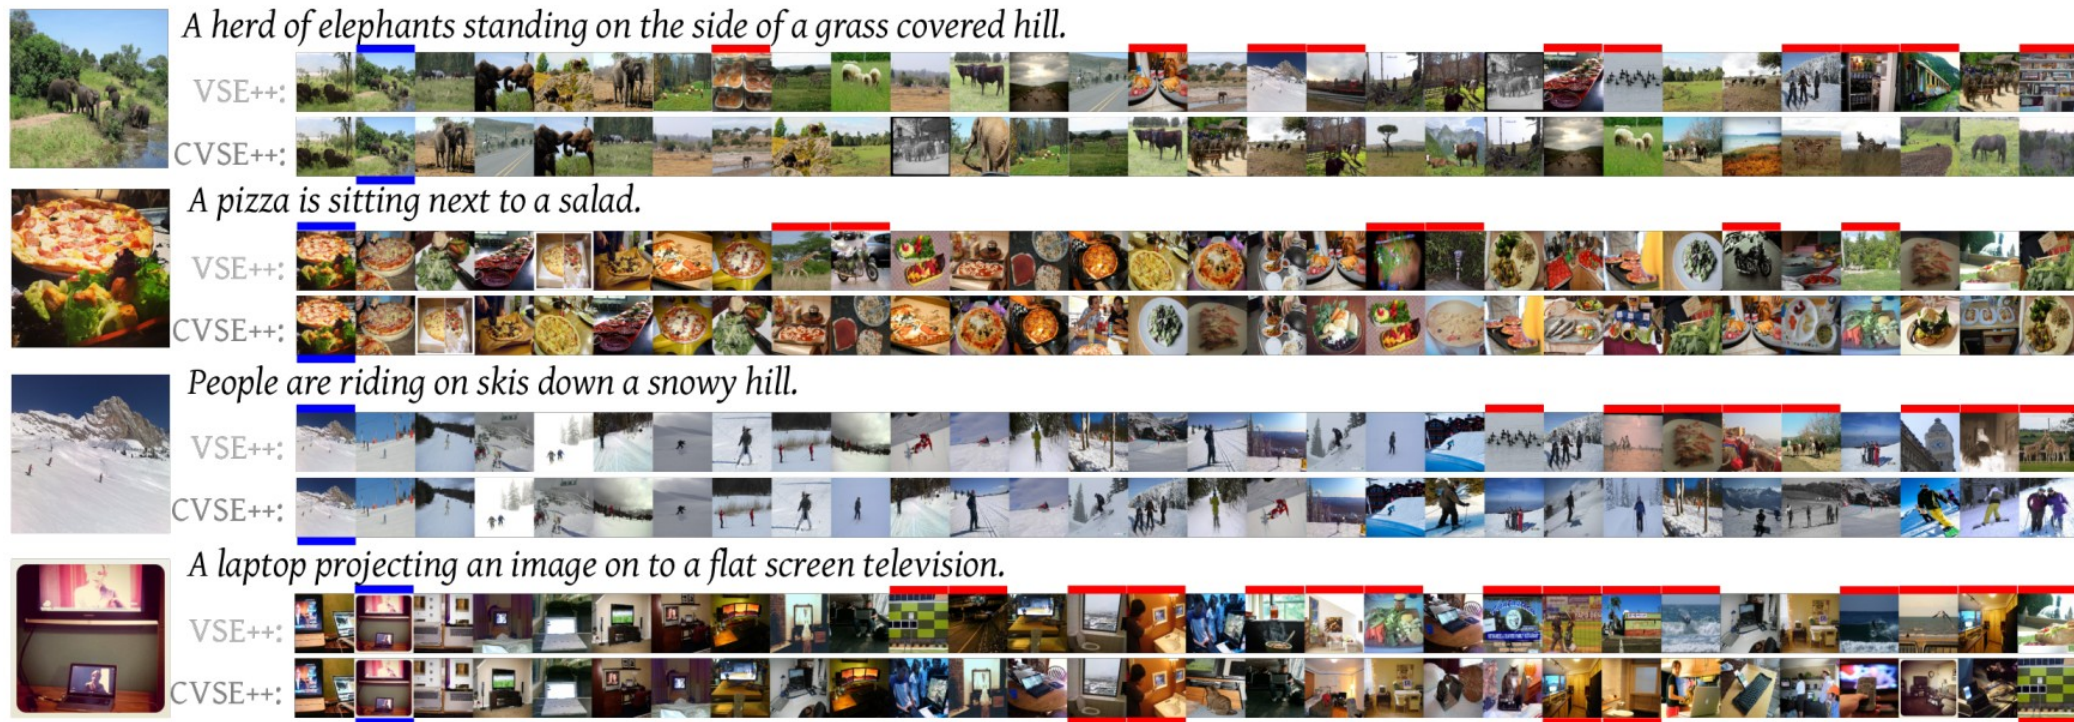 A herd of elephants standing on the side of a grass covered hill.
VSE++:
CVSE++:
A pizza is sitting next to a salad.
VSE++:
CVSE++:
People are riding on skis down a snowy hill.
VSE++:
CVSE++:
A laptop projecting an image on to a flat screen television.
VSE++:
CVSE++: